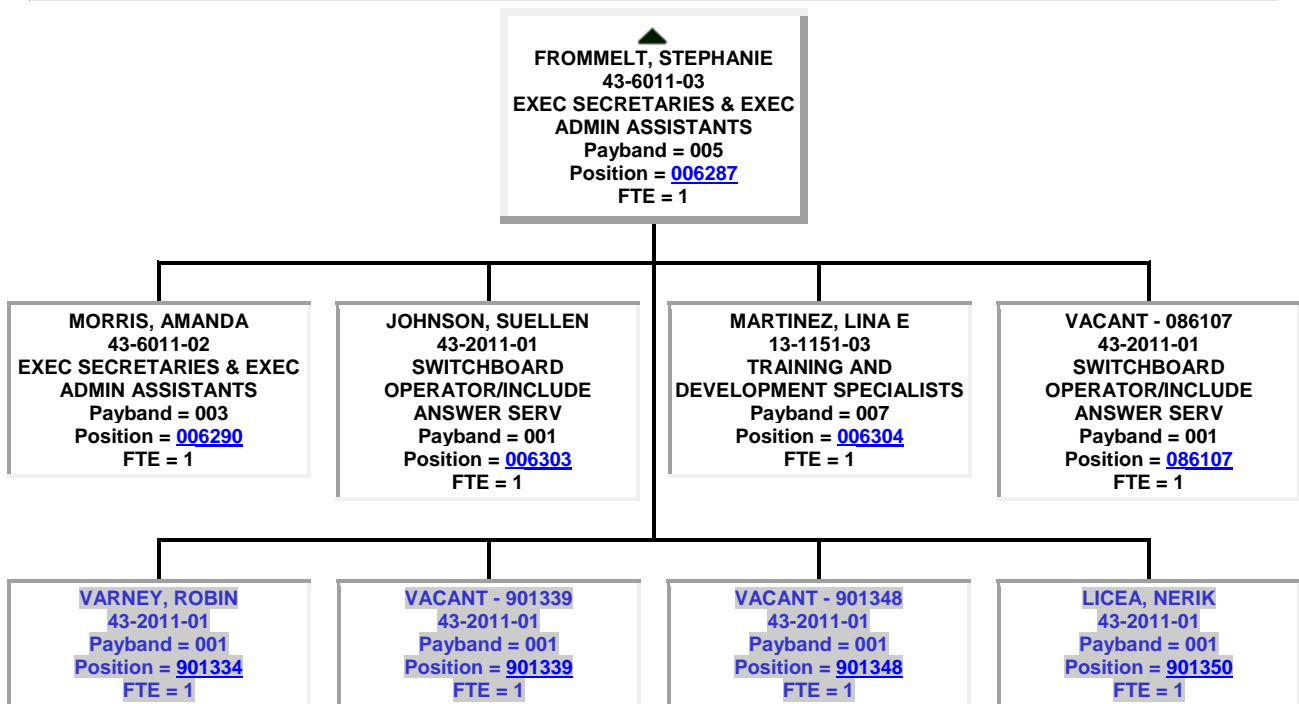 FROMMELT, STEPHANIE
43-6011-03
EXEC SECRETARIES & EXEC
ADMIN ASSISTANTS
Payband = 005
Position = 006287
FTE = 1
MORRIS, AMANDA
43-6011-02
EXEC SECRETARIES & EXEC
ADMIN ASSISTANTS
Payband = 003
Position = 006290
FTE = 1
JOHNSON, SUELLEN
43-2011-01
SWITCHBOARD
OPERATOR/INCLUDE
ANSWER SERV
Payband = 001
Position = 006303
FTE = 1
MARTINEZ, LINA E
13-1151-03
TRAINING AND
DEVELOPMENT SPECIALISTS
Payband = 007
Position = 006304
FTE = 1
VACANT - 086107
43-2011-01
SWITCHBOARD
OPERATOR/INCLUDE
ANSWER SERV
Payband = 001
Position = 086107
FTE = 1
VARNEY, ROBIN
43-2011-01
Payband = 001
Position = 901334
FTE = 1
VACANT - 901339
43-2011-01
Payband = 001
Position = 901339
FTE = 1
VACANT - 901348
43-2011-01
Payband = 001
Position = 901348
FTE = 1
LICEA, NERIK
43-2011-01
Payband = 001
Position = 901350
FTE = 1